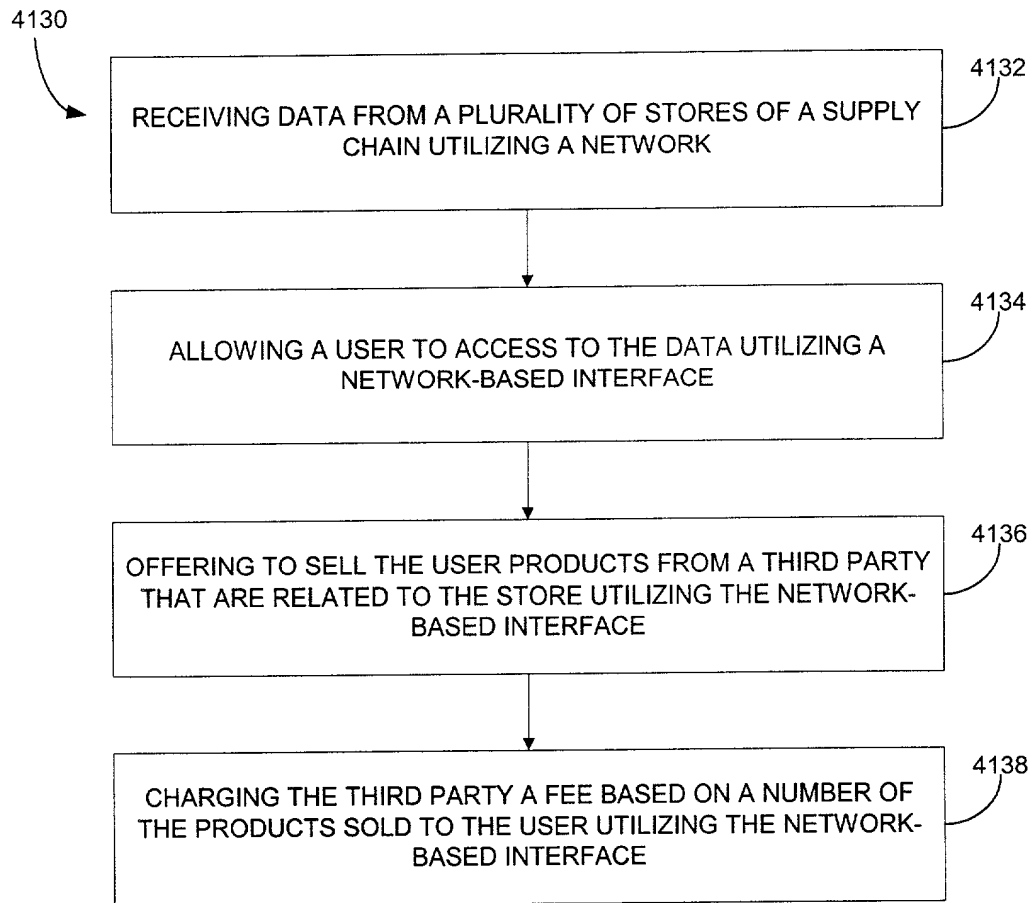 4130
4132
RECEIVING DATA FROM A PLURALITY OF STORES OF A SUPPLY
CHAIN UTILIZING A NETWORK
4134
ALLOWING A USER TO ACCESS TO THE DATA UTILIZING A
NETWORK-BASED INTERFACE
4136
OFFERING TO SELL THE USER PRODUCTS FROM A THIRD PARTY
THAT ARE RELATED TO THE STORE UTILIZING THE NETWORK-
BASED INTERFACE
4138
CHARGING THE THIRD PARTY A FEE BASED ON A NUMBER OF
THE PRODUCTS SOLD TO THE USER UTILIZING THE NETWORK-
BASED INTERFACE